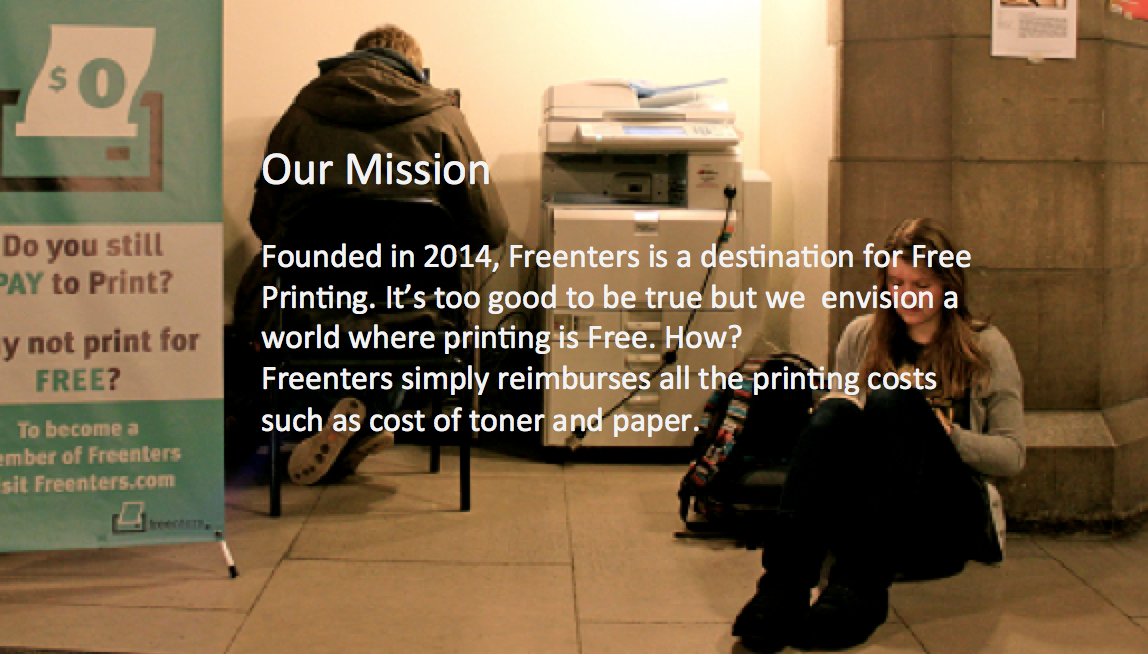 $0
Do you still
PAY to Print?
y not print for
FREE?
To become a
ember of Freenters
sit Freenters.com
freenters.
Our Mission
Founded in 2014, Freenters is a destination for Free
Printing. It’s too good to be true but we  envision a
world where printing is Free. How?
Freenters simply reimburses all the printing costs
such as cost of toner and paper.